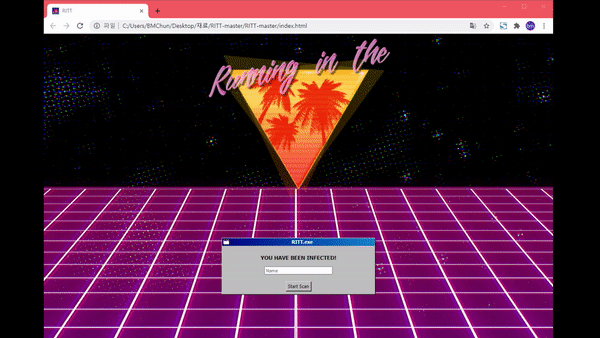 RITT
파일 | C:/Users/BMChun/Desktop/재료/RITT-master/RITT-master/index.html
Running in the
RITT.exe
YOU HAVE BEEN INFECTED!
Name
Start Scan